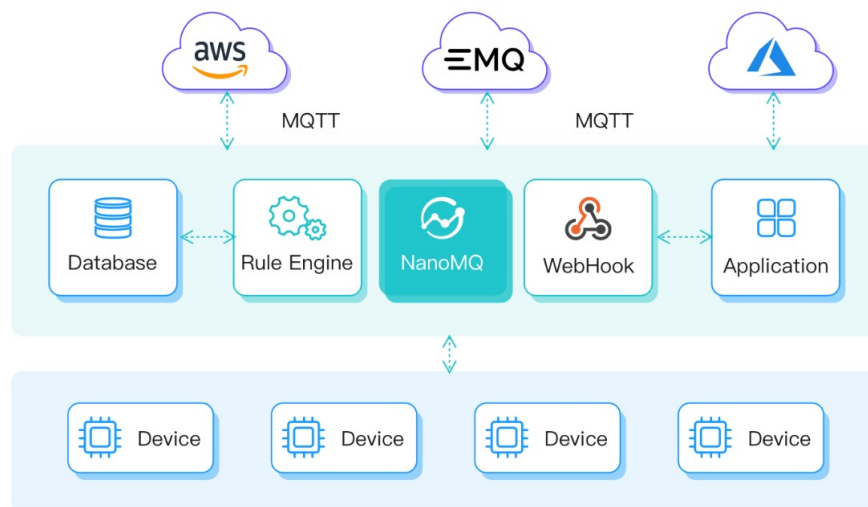 aws
EMQ
MQTT
MQTT
Database
Rule Engine
NanoMQ
WebHook
Application
Device
Device
Device
Device